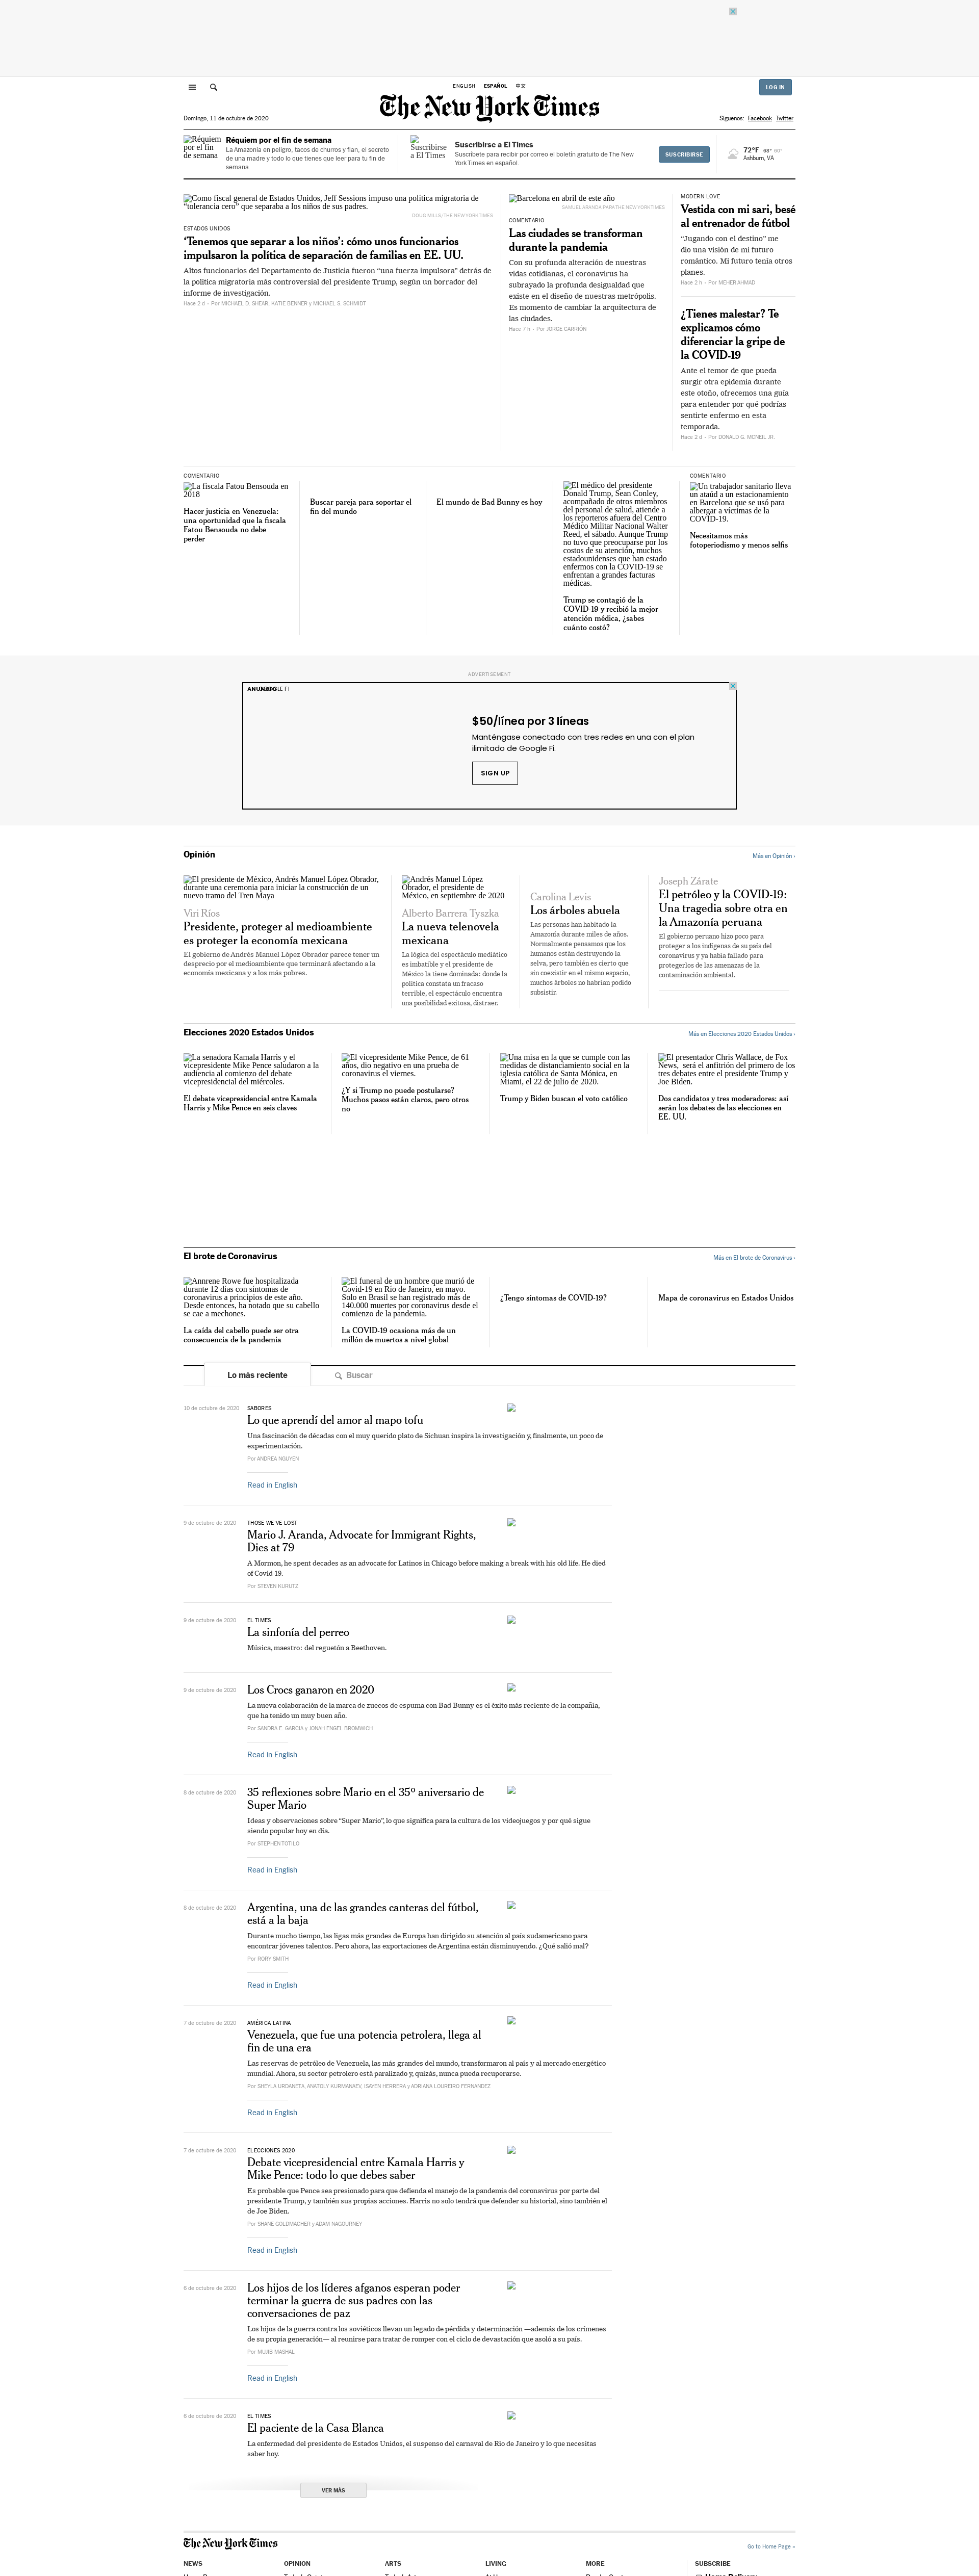 ENGLISH ESPAÑOL 中文
LOG IN
The New York Times
Domingo, 11 de octubre de 2020
Síguenos: Facebook Twitter
Réquiem por el fin de semana
Réquiem por el fin de semana
La Amazonía en peligro, tacos de churros y flan, el secreto
de una madre y todo lo que tienes que leer para tu fin de
semana.
Suscribirse a El Times
Suscribirse a El Times
Suscríbete para recibir por correo el boletín gratuito de The New
York Times en español.
SUSCRIBIRSE
72°F 68° 60°
Ashburn, VA
Como fiscal general de Estados Unidos, Jeff Sessions impuso una política migratoria de
"tolerancia cero" que separaba a los niños de sus padres.
DOUG MILLS/THE NEW YORK TIMES
ESTADOS UNIDOS
‘Tenemos que separar a los niños’: cómo unos funcionarios
impulsaron la política de separación de familias en EE. UU.
Altos funcionarios del Departamento de Justicia fueron “una fuerza impulsora” detrás de
la política migratoria más controversial del presidente Trump, según un borrador del
informe de investigación.
Hace 2 d - Por MICHAEL D. SHEAR, KATIE BENNER y MICHAEL S. SCHMIDT
Barcelona en abril de este año
SAMUEL ARANDA PARA THE NEW YORK TIMES
COMENTARIO
Las ciudades se transforman
durante la pandemia
Con su profunda alteración de nuestras
vidas cotidianas, el coronavirus ha
subrayado la profunda desigualdad que
existe en el diseño de nuestras metrópolis.
Es momento de cambiar la arquitectura de
las ciudades.
Hace 7 h - Por JORGE CARRIÓN
MODERN LOVE
Vestida con mi sari, besé
al entrenador de fútbol
“Jugando con el destino” me
dio una visión de mi futuro
romántico. Mi futuro tenía otros
planes.
Hace 2 h - Por MEHER AHMAD
¿Tienes malestar? Te
explicamos cómo
diferenciar la gripe de
la COVID-19
Ante el temor de que pueda
surgir otra epidemia durante
este otoño, ofrecemos una guía
para entender por qué podrías
sentirte enfermo en esta
temporada.
Hace 2 d - Por DONALD G. MCNEIL JR.
COMENTARIO
La fiscala Fatou Bensouda en
2018
Hacer justicia en Venezuela:
una oportunidad que la fiscala
Fatou Bensouda no debe
perder
Buscar pareja para soportar el
fin del mundo
El mundo de Bad Bunny es hoy
El médico del presidente
Donald Trump, Sean Conley,
acompañado de otros miembros
del personal de salud, atiende a
los reporteros afuera del Centro
Médico Militar Nacional Walter
Reed, el sábado. Aunque Trump
no tuvo que preocuparse por los
costos de su atención, muchos
estadounidenses que han estado
enfermos con la COVID-19 se
enfrentan a grandes facturas
médicas.
Trump se contagió de la
COVID-19 y recibió la mejor
atención médica, ¿sabes
cuánto costó?
COMENTARIO
Un trabajador sanitario lleva
un ataúd a un estacionamiento
en Barcelona que se usó para
albergar a víctimas de la
COVID-19.
Necesitamos más
fotoperiodismo y menos selfis
ADVERTISEMENT
ANUNCIO
$50/línea por 3 líneas
Manténgase conectado con tres redes en una con el plan
ilimitado de Google Fi.
SIGN UP
Opinión
Más en Opinión ›
El presidente de México, Andrés Manuel López Obrador,
durante una ceremonia para iniciar la construcción de un
nuevo tramo del Tren Maya
Viri Ríos
Presidente, proteger al medioambiente
es proteger la economía mexicana
El gobierno de Andrés Manuel López Obrador parece tener un
desprecio por el medioambiente que terminará afectando a la
economía mexicana y a los más pobres.
Andrés Manuel López
Obrador, el presidente de
México, en septiembre de 2020
Alberto Barrera Tyszka
La nueva telenovela
mexicana
La lógica del espectáculo mediático
es imbatible y el presidente de
México la tiene dominada: donde la
política constata un fracaso
terrible, el espectáculo encuentra
una posibilidad exitosa, distraer.
Carolina Levis
Los árboles abuela
Las personas han habitado la
Amazonía durante miles de años.
Normalmente pensamos que los
humanos están destruyendo la
selva, pero también es cierto que
sin coexistir en el mismo espacio,
muchos árboles no habrían podido
subsistir.
Joseph Zárate
El petróleo y la COVID-19:
Una tragedia sobre otra en
la Amazonía peruana
El gobierno peruano hizo poco para
proteger a los indígenas de su país del
coronavirus y ya había fallado para
protegerlos de las amenazas de la
contaminación ambiental.
Elecciones 2020 Estados Unidos
Más en Elecciones 2020 Estados Unidos ›
La senadora Kamala Harris y el
vicepresidente Mike Pence saludaron a la
audiencia al comienzo del debate
vicepresidencial del miércoles.
El debate vicepresidencial entre Kamala
Harris y Mike Pence en seis claves
El vicepresidente Mike Pence, de 61
años, dio negativo en una prueba de
coronavirus el viernes.
¿Y si Trump no puede postularse?
Muchos pasos están claros, pero otros
no
Una misa en la que se cumple con las
medidas de distanciamiento social en la
iglesia católica de Santa Mónica, en
Miami, el 22 de julio de 2020.
Trump y Biden buscan el voto católico
El presentador Chris Wallace, de Fox
News, será el anfitrión del primero de los
tres debates entre el presidente Trump y
Joe Biden.
Dos candidatos y tres moderadores: así
serán los debates de las elecciones en
EE. UU.
El brote de Coronavirus
Más en El brote de Coronavirus ›
Annrene Rowe fue hospitalizada
durante 12 días con síntomas de
coronavirus a principios de este año.
Desde entonces, ha notado que su cabello
se cae a mechones.
La caída del cabello puede ser otra
consecuencia de la pandemia
El funeral de un hombre que murió de
Covid-19 en Río de Janeiro, en mayo.
Solo en Brasil se han registrado más de
140.000 muertes por coronavirus desde el
comienzo de la pandemia.
La COVID-19 ocasiona más de un
millón de muertos a nivel global
¿Tengo síntomas de COVID-19?
Mapa de coronavirus en Estados Unidos
Lo más reciente
Buscar
10 de octubre de 2020
SABORES
Lo que aprendí del amor al mapo tofu
Una fascinación de décadas con el muy querido plato de Sichuan inspira la investigación y, finalmente, un poco de
experimentación.
Por ANDREA NGUYEN
Read in English
9 de octubre de 2020
THOSE WE'VE LOST
Mario J. Aranda, Advocate for Immigrant Rights,
Dies at 79
A Mormon, he spent decades as an advocate for Latinos in Chicago before making a break with his old life. He died
of Covid-19.
Por STEVEN KURUTZ
9 de octubre de 2020
EL TIMES
La sinfonía del perreo
Música, maestro: del reguetón a Beethoven.
9 de octubre de 2020
Los Crocs ganaron en 2020
La nueva colaboración de la marca de zuecos de espuma con Bad Bunny es el éxito más reciente de la compañía,
que ha tenido un muy buen año.
Por SANDRA E. GARCIA y JONAH ENGEL BROMWICH
Read in English
8 de octubre de 2020
35 reflexiones sobre Mario en el 35º aniversario de
Super Mario
Ideas y observaciones sobre “Super Mario”, lo que significa para la cultura de los videojuegos y por qué sigue
siendo popular hoy en día.
Por STEPHEN TOTILO
Read in English
8 de octubre de 2020
Argentina, una de las grandes canteras del fútbol,
está a la baja
Durante mucho tiempo, las ligas más grandes de Europa han dirigido su atención al país sudamericano para
encontrar jóvenes talentos. Pero ahora, las exportaciones de Argentina están disminuyendo. ¿Qué salió mal?
Por RORY SMITH
Read in English
7 de octubre de 2020
AMÉRICA LATINA
Venezuela, que fue una potencia petrolera, llega al
fin de una era
Las reservas de petróleo de Venezuela, las más grandes del mundo, transformaron al país y al mercado energético
mundial. Ahora, su sector petrolero está paralizado y, quizás, nunca pueda recuperarse.
Por SHEYLA URDANETA, ANATOLY KURMANAEV, ISAYEN HERRERA y ADRIANA LOUREIRO FERNANDEZ
Read in English
7 de octubre de 2020
ELECCIONES 2020
Debate vicepresidencial entre Kamala Harris y
Mike Pence: todo lo que debes saber
Es probable que Pence sea presionado para que defienda el manejo de la pandemia del coronavirus por parte del
presidente Trump, y también sus propias acciones. Harris no solo tendrá que defender su historial, sino también el
de Joe Biden.
Por SHANE GOLDMACHER y ADAM NAGOURNEY
Read in English
6 de octubre de 2020
Los hijos de los líderes afganos esperan poder
terminar la guerra de sus padres con las
conversaciones de paz
Los hijos de la guerra contra los soviéticos llevan un legado de pérdida y determinación —además de los crímenes
de su propia generación— al reunirse para tratar de romper con el ciclo de devastación que asoló a su país.
Por MUJIB MASHAL
Read in English
6 de octubre de 2020
EL TIMES
El paciente de la Casa Blanca
La enfermedad del presidente de Estados Unidos, el suspenso del carnaval de Río de Janeiro y lo que necesitas
saber hoy.
VER MÁS
The New York Times
Go to Home Page »
NEWS OPINION ARTS LIVING MORE SUBSCRIBE